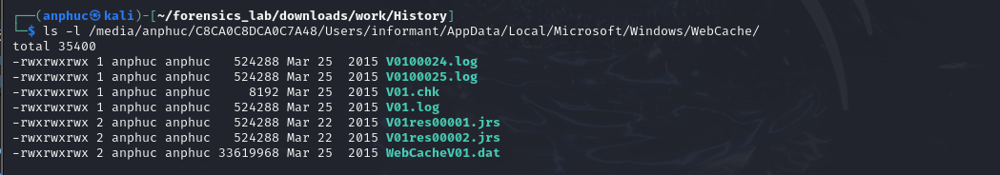 ┌──(anphuc㉿kali)-[~/forensics_lab/downloads/work/History]
└─$ ls -l /media/anphuc/C8CA0C8DCA0C7A48/Users/informant/AppData/Local/Microsoft/Windows/WebCache/
total 35400
-rwxrwxrwx 1 anphuc anphuc   524288 Mar 25  2015 V0100024.log
-rwxrwxrwx 1 anphuc anphuc   524288 Mar 25  2015 V0100025.log
-rwxrwxrwx 1 anphuc anphuc     8192 Mar 25  2015 V01.chk
-rwxrwxrwx 1 anphuc anphuc   524288 Mar 25  2015 V01.log
-rwxrwxrwx 2 anphuc anphuc   524288 Mar 22  2015 V01res00001.jrs
-rwxrwxrwx 2 anphuc anphuc   524288 Mar 22  2015 V01res00002.jrs
-rwxrwxrwx 2 anphuc anphuc 33619968 Mar 25  2015 WebCacheV01.dat